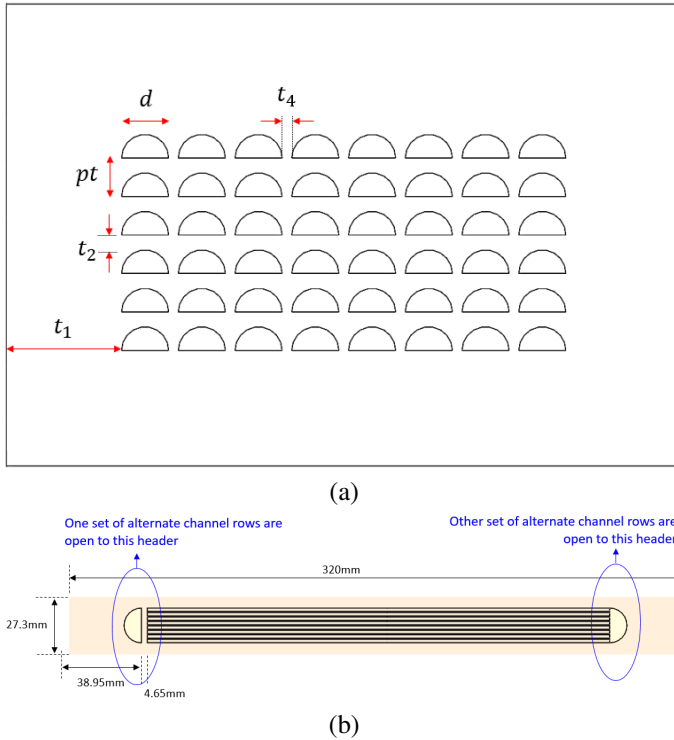 d
t₄
pt
t₂
t₁
(a)
One set of alternate channel rows are
open to this header
Other set of alternate channel rows are
open to this header
320mm
27.3mm
38.95mm
4.65mm
(b)